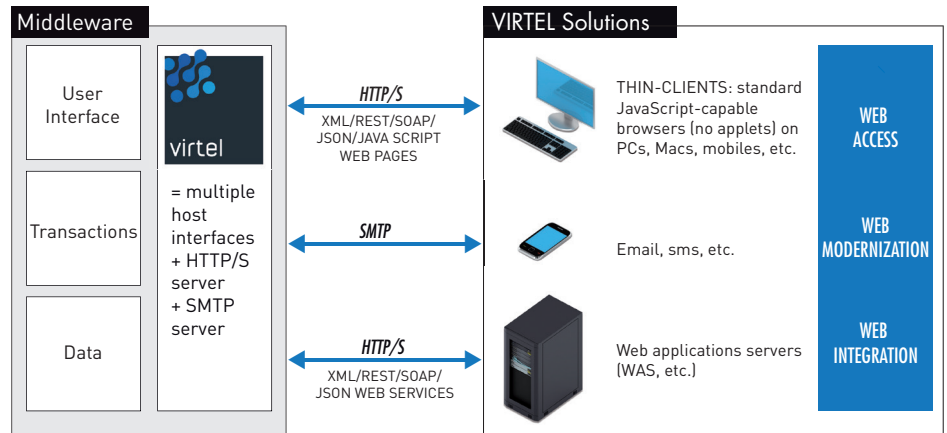 Middleware
User
Interface
Transactions
Data
virtel
= multiple
host
interfaces
+ HTTP/S
server
+ SMTP
server
HTTP/S
XML/REST/SOAP/
JSON/JAVA SCRIPT
WEB PAGES
SMTP
HTTP/S
XML/REST/SOAP/
JSON WEB SERVICES
VIRTEL Solutions
THIN-CLIENTS: standard
JavaScript-capable
browsers (no applets) on
PCs, Macs, mobiles, etc.
Email, sms, etc.
Web applications servers
(WAS, etc.)
WEB
ACCESS
WEB
MODERNIZATION
WEB
INTEGRATION